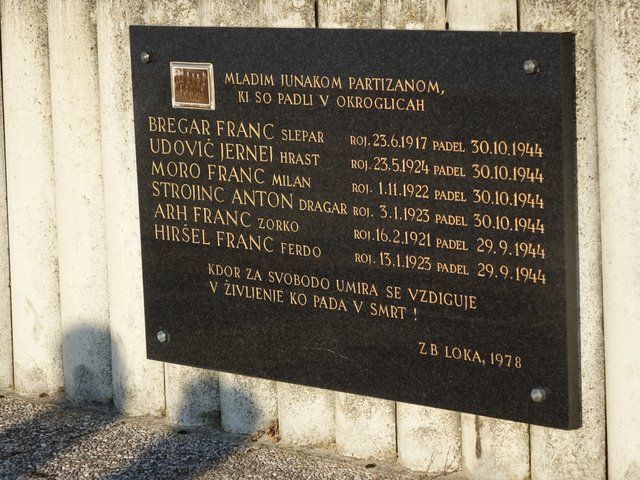 MLADIM JUNAKOM PARTIZANOM,
KI SO PADLI V OKROGLICAH
BREGAR FRANC SLEPAR ROJ. 23.6.1917 PADEL 30.10.1944
UDOVIČ JERNEJ HRAST ROJ. 23.5.1924 PADEL 30.10.1944
MORO FRANC MILAN ROJ. 1.11.1922 PADEL 30.10.1944
STROJINC ANTON DRAGAR ROJ. 3.1.1923 PADEL 30.10.1944
ARH FRANC ZORKO ROJ. 16.2.1921 PADEL 29.9.1944
HIRŠEL FRANC FERDO ROJ. 13.1.1923 PADEL 29.9.1944
KDOR ZA SVOBODO UMIRA SE VZDIGUJE
V ŽIVLJENJE KO PADA V SMRT !
ZB LOKA, 1978